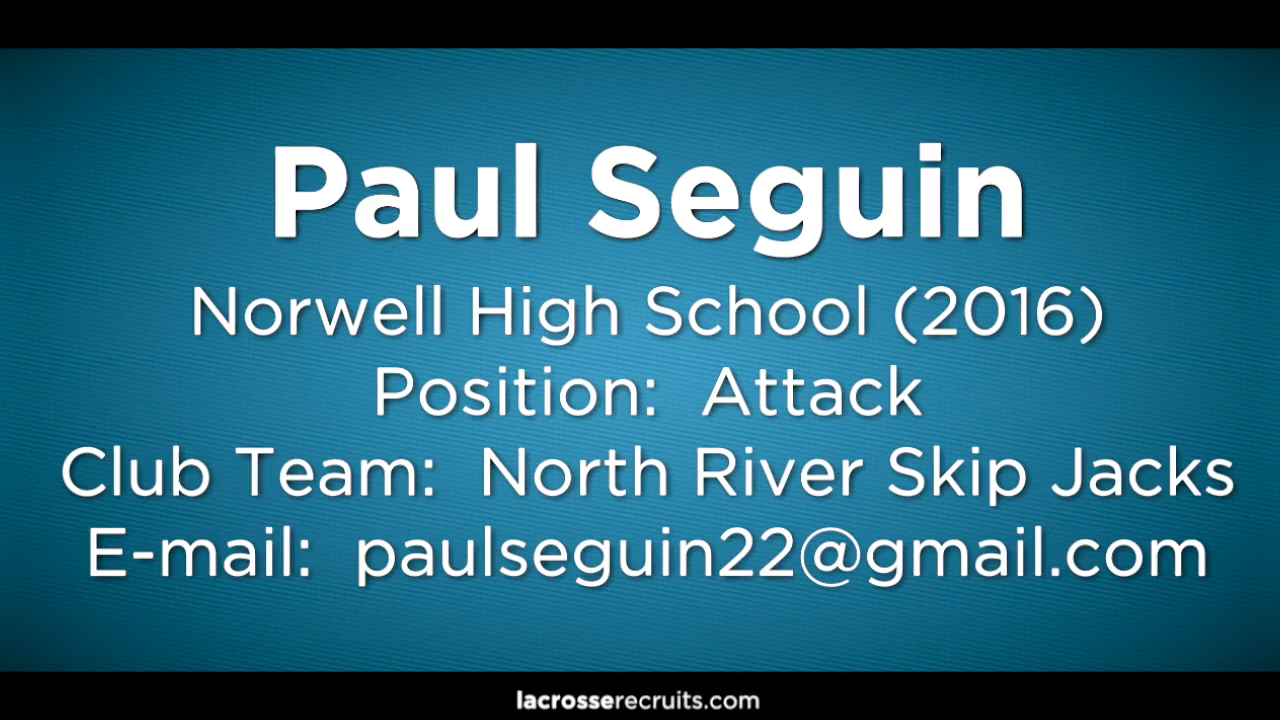 Paul Seguin
Norwell High School (2016)
Position: Attack
Club Team: North River Skip Jacks
E-mail: paulseguin22@gmail.com
lacrosserecruits.com